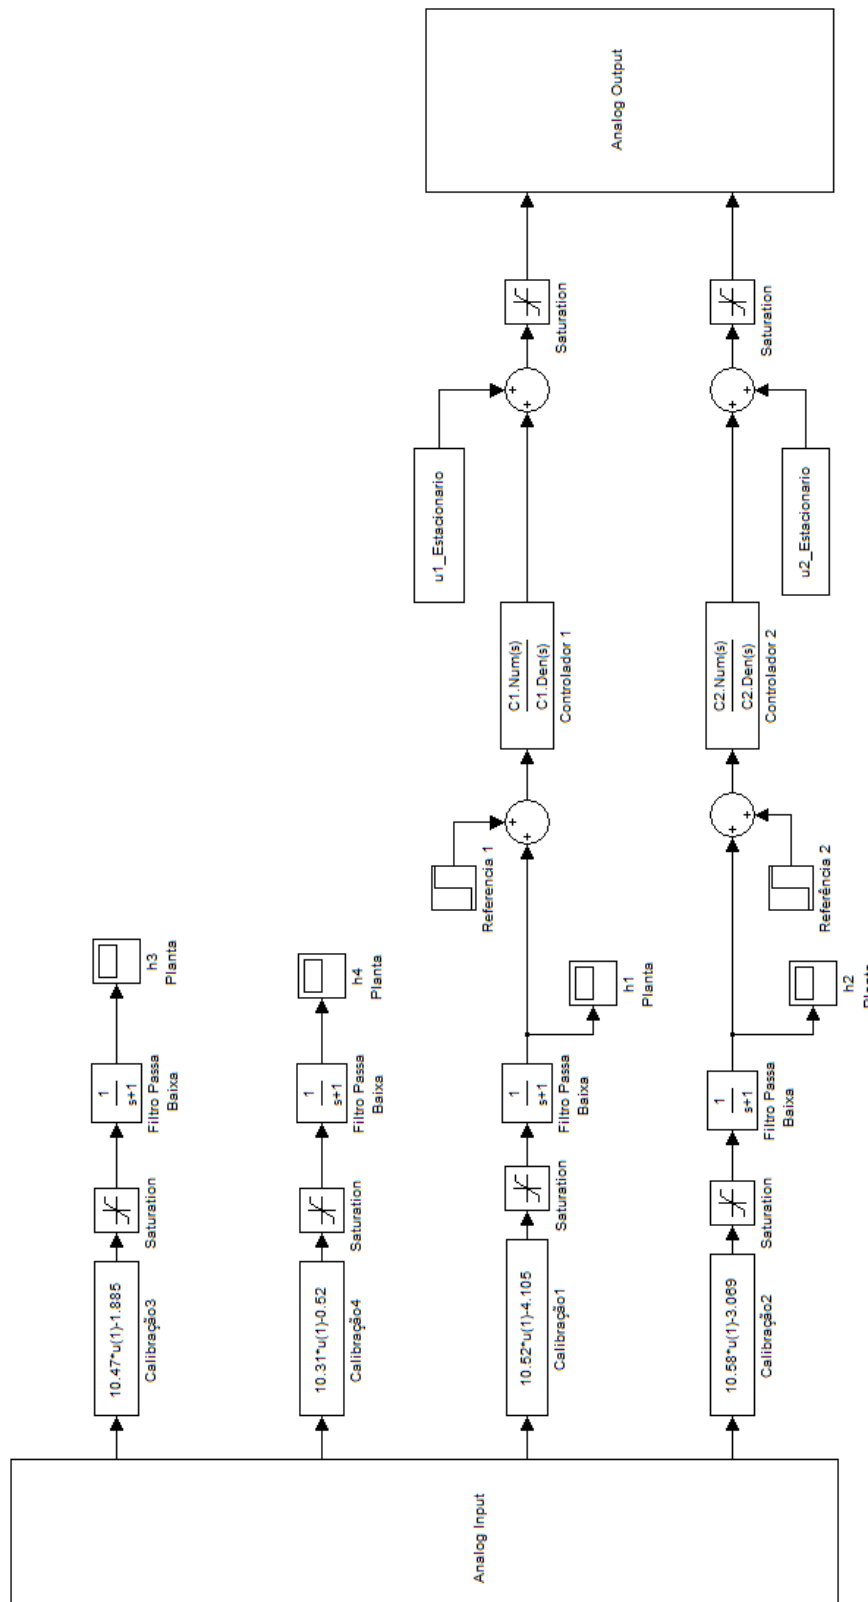 Analog Input
10.47*u(1)-1.885
Calibração3
Saturation
1
s+1
Filtro Passa
Baixa
h3
Planta
10.31*u(1)-0.52
Calibração4
Saturation
1
s+1
Filtro Passa
Baixa
h4
Planta
10.52*u(1)-4.105
Calibração1
Saturation
1
s+1
Filtro Passa
Baixa
h1
Planta
Referencia 1
+
+
C1.Num(s)
C1.Den(s)
Controlador 1
u1_Estacionario
+
+
Saturation
10.58*u(1)-3.069
Calibração2
Saturation
1
s+1
Filtro Passa
Baixa
h2
Planta
Referência 2
+
+
C2.Num(s)
C2.Den(s)
Controlador 2
u2_Estacionario
+
+
Saturation
Analog Output